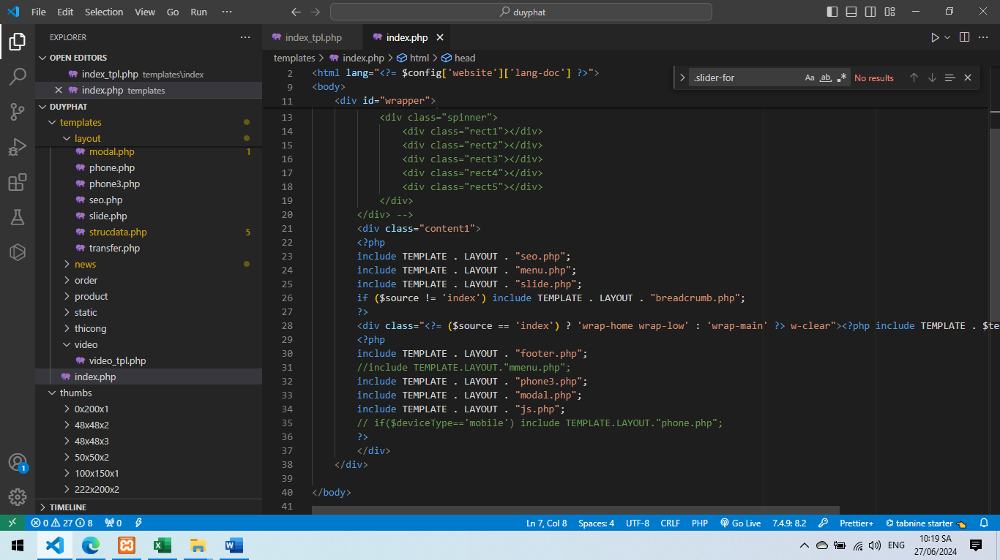 File Edit Selection View Go Run ··· duyphat
EXPLORER ···
OPEN EDITORS
index_tpl.php templates\index
index.php templates
DUYPHAT
templates
layout
modal.php 1
phone.php
phone3.php
seo.php
slide.php
strucdata.php 5
transfer.php
news
order
product
static
thicong
video
video_tpl.php
index.php
thumbs
0x200x1
48x48x2
48x48x3
50x50x2
100x150x1
222x200x2
TIMELINE
index_tpl.php index.php
templates > index.php > html > head
.slider-for Aa ab .* No results
2 <html lang="<?= $config['website']['lang-doc'] ?>">
9 <body>
11 <div id="wrapper">
13 <div class="spinner">
14 <div class="rect1"></div>
15 <div class="rect2"></div>
16 <div class="rect3"></div>
17 <div class="rect4"></div>
18 <div class="rect5"></div>
19 </div>
20 </div> -->
21 <div class="content1">
22 <?php
23 include TEMPLATE . LAYOUT . "seo.php";
24 include TEMPLATE . LAYOUT . "menu.php";
25 include TEMPLATE . LAYOUT . "slide.php";
26 if ($source != 'index') include TEMPLATE . LAYOUT . "breadcrumb.php";
27 ?>
28 <div class="<?= ($source == 'index') ? 'wrap-home wrap-low' : 'wrap-main' ?> w-clear"><?php include TEMPLATE . $te
29 <?php
30 include TEMPLATE . LAYOUT . "footer.php";
31 //include TEMPLATE.LAYOUT."mmenu.php";
32 include TEMPLATE . LAYOUT . "phone3.php";
33 include TEMPLATE . LAYOUT . "modal.php";
34 include TEMPLATE . LAYOUT . "js.php";
35 // if($deviceType=='mobile') include TEMPLATE.LAYOUT."phone.php";
36 ?>
37 </div>
38 </div>
39
40 </body>
41
0 27 8 0 Ln 7, Col 8 Spaces: 4 UTF-8 CRLF PHP Go Live 7.4.9: 8.2 Prettier+ tabnine starter
1
ENG 10:19 SA
27/06/2024